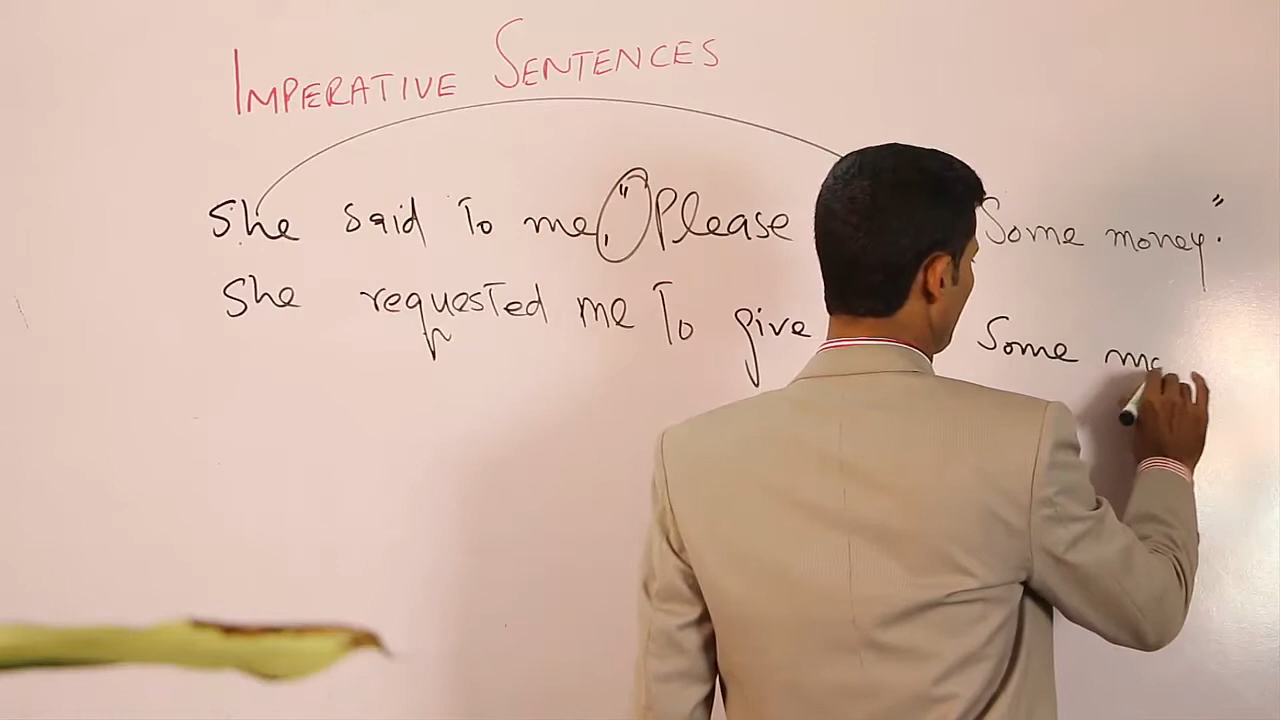 IMPERATIVE SENTENCES
She said To me, "Please Some money."
She requested me To give Some mo